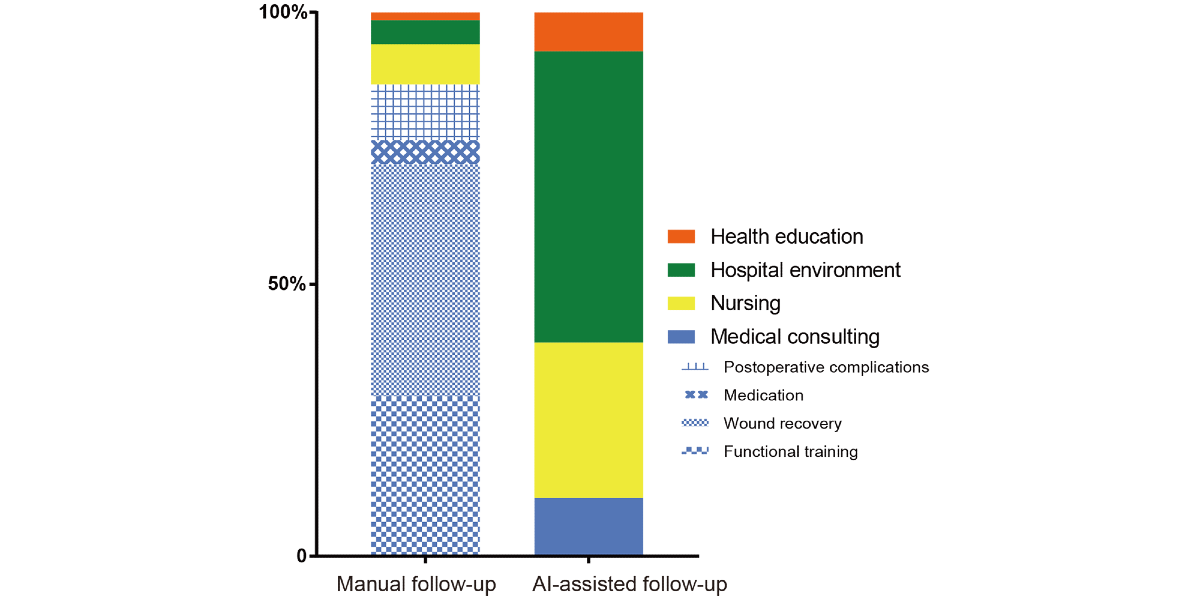 100%
50%
0
Manual follow-up
AI-assisted follow-up
Health education
Hospital environment
Nursing
Medical consulting
Postoperative complications
Medication
Wound recovery
Functional training